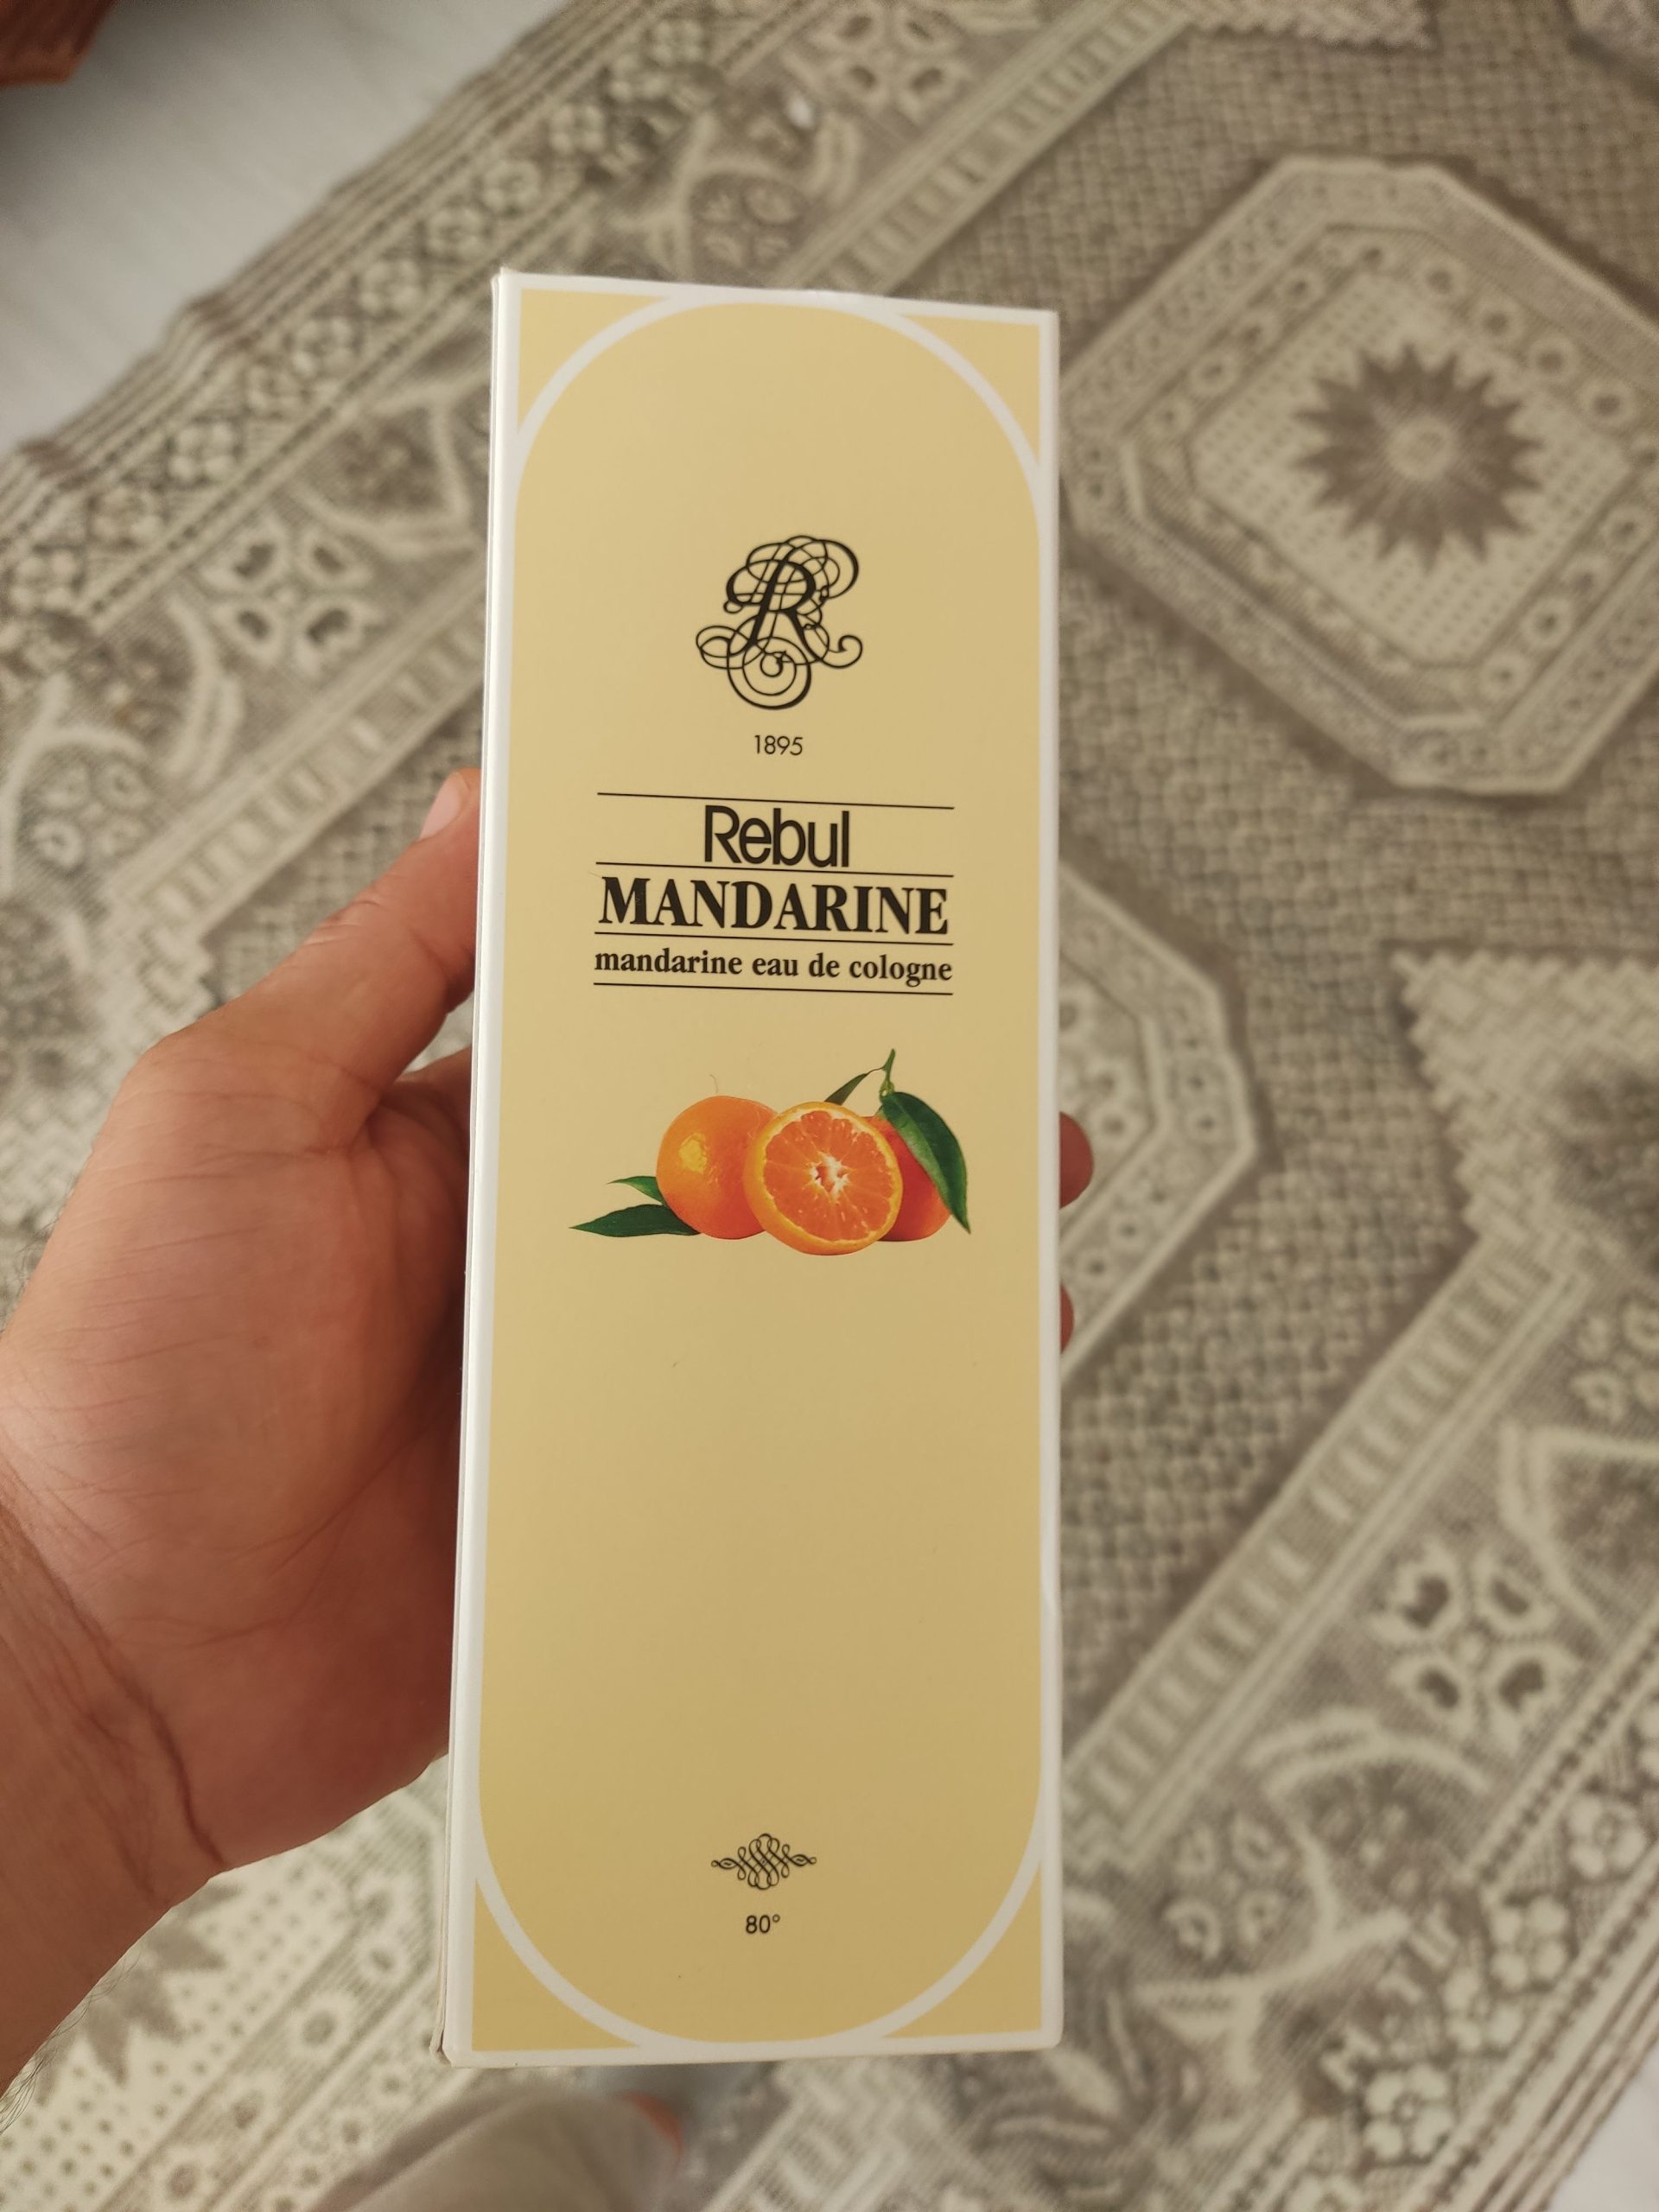 R
1895
Rebul
MANDARINE
mandarine eau de cologne
80°